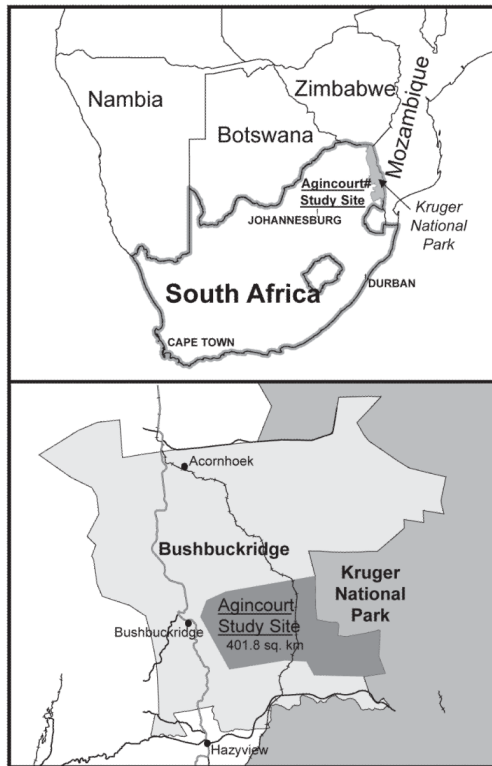 Nambia
Zimbabwe
Mozambique
Botswana
Agincourt#
Study Site
JOHANNESBURG
Kruger
National
Park
South Africa
DURBAN
CAPE TOWN
Acornhoek
Bushbuckridge
Kruger
National
Park
Agincourt
Study Site
401.8 sq. km
Bushbuckridge
Hazyview